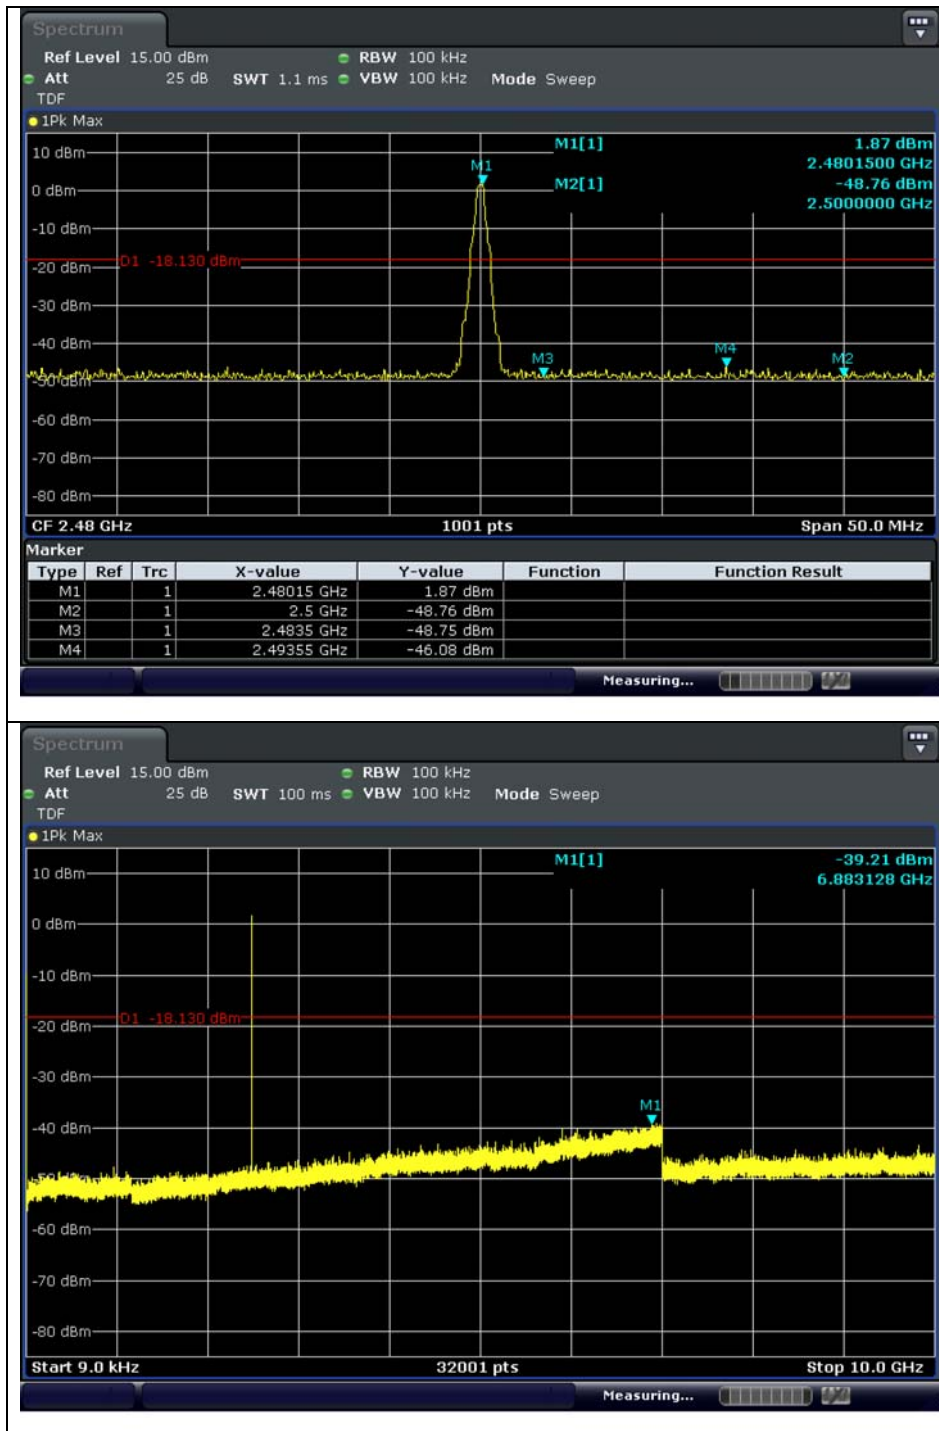 Spectrum
Ref Level 15.00 dBm RBW 100 kHz
Att 25 dB SWT 1.1 ms VBW 100 kHz Mode Sweep
TDF
1Pk Max
M1[1] 1.87 dBm
2.4801500 GHz
M2[1] -48.76 dBm
2.5000000 GHz
10 dBm
M1
0 dBm
-10 dBm
D1 -18.130 dBm
-20 dBm
-30 dBm
-40 dBm
M3 M4 M2
-50 dBm
-60 dBm
-70 dBm
-80 dBm
CF 2.48 GHz 1001 pts Span 50.0 MHz
Marker
Type Ref Trc X-value Y-value Function Function Result
M1 1 2.48015 GHz 1.87 dBm
M2 1 2.5 GHz -48.76 dBm
M3 1 2.4835 GHz -48.75 dBm
M4 1 2.49355 GHz -46.08 dBm
Measuring...
Spectrum
Ref Level 15.00 dBm RBW 100 kHz
Att 25 dB SWT 100 ms VBW 100 kHz Mode Sweep
TDF
1Pk Max
M1[1] -39.21 dBm
6.883128 GHz
10 dBm
0 dBm
-10 dBm
D1 -18.130 dBm
-20 dBm
-30 dBm
M1
-40 dBm
-60 dBm
-70 dBm
-80 dBm
Start 9.0 kHz 32001 pts Stop 10.0 GHz
Measuring...